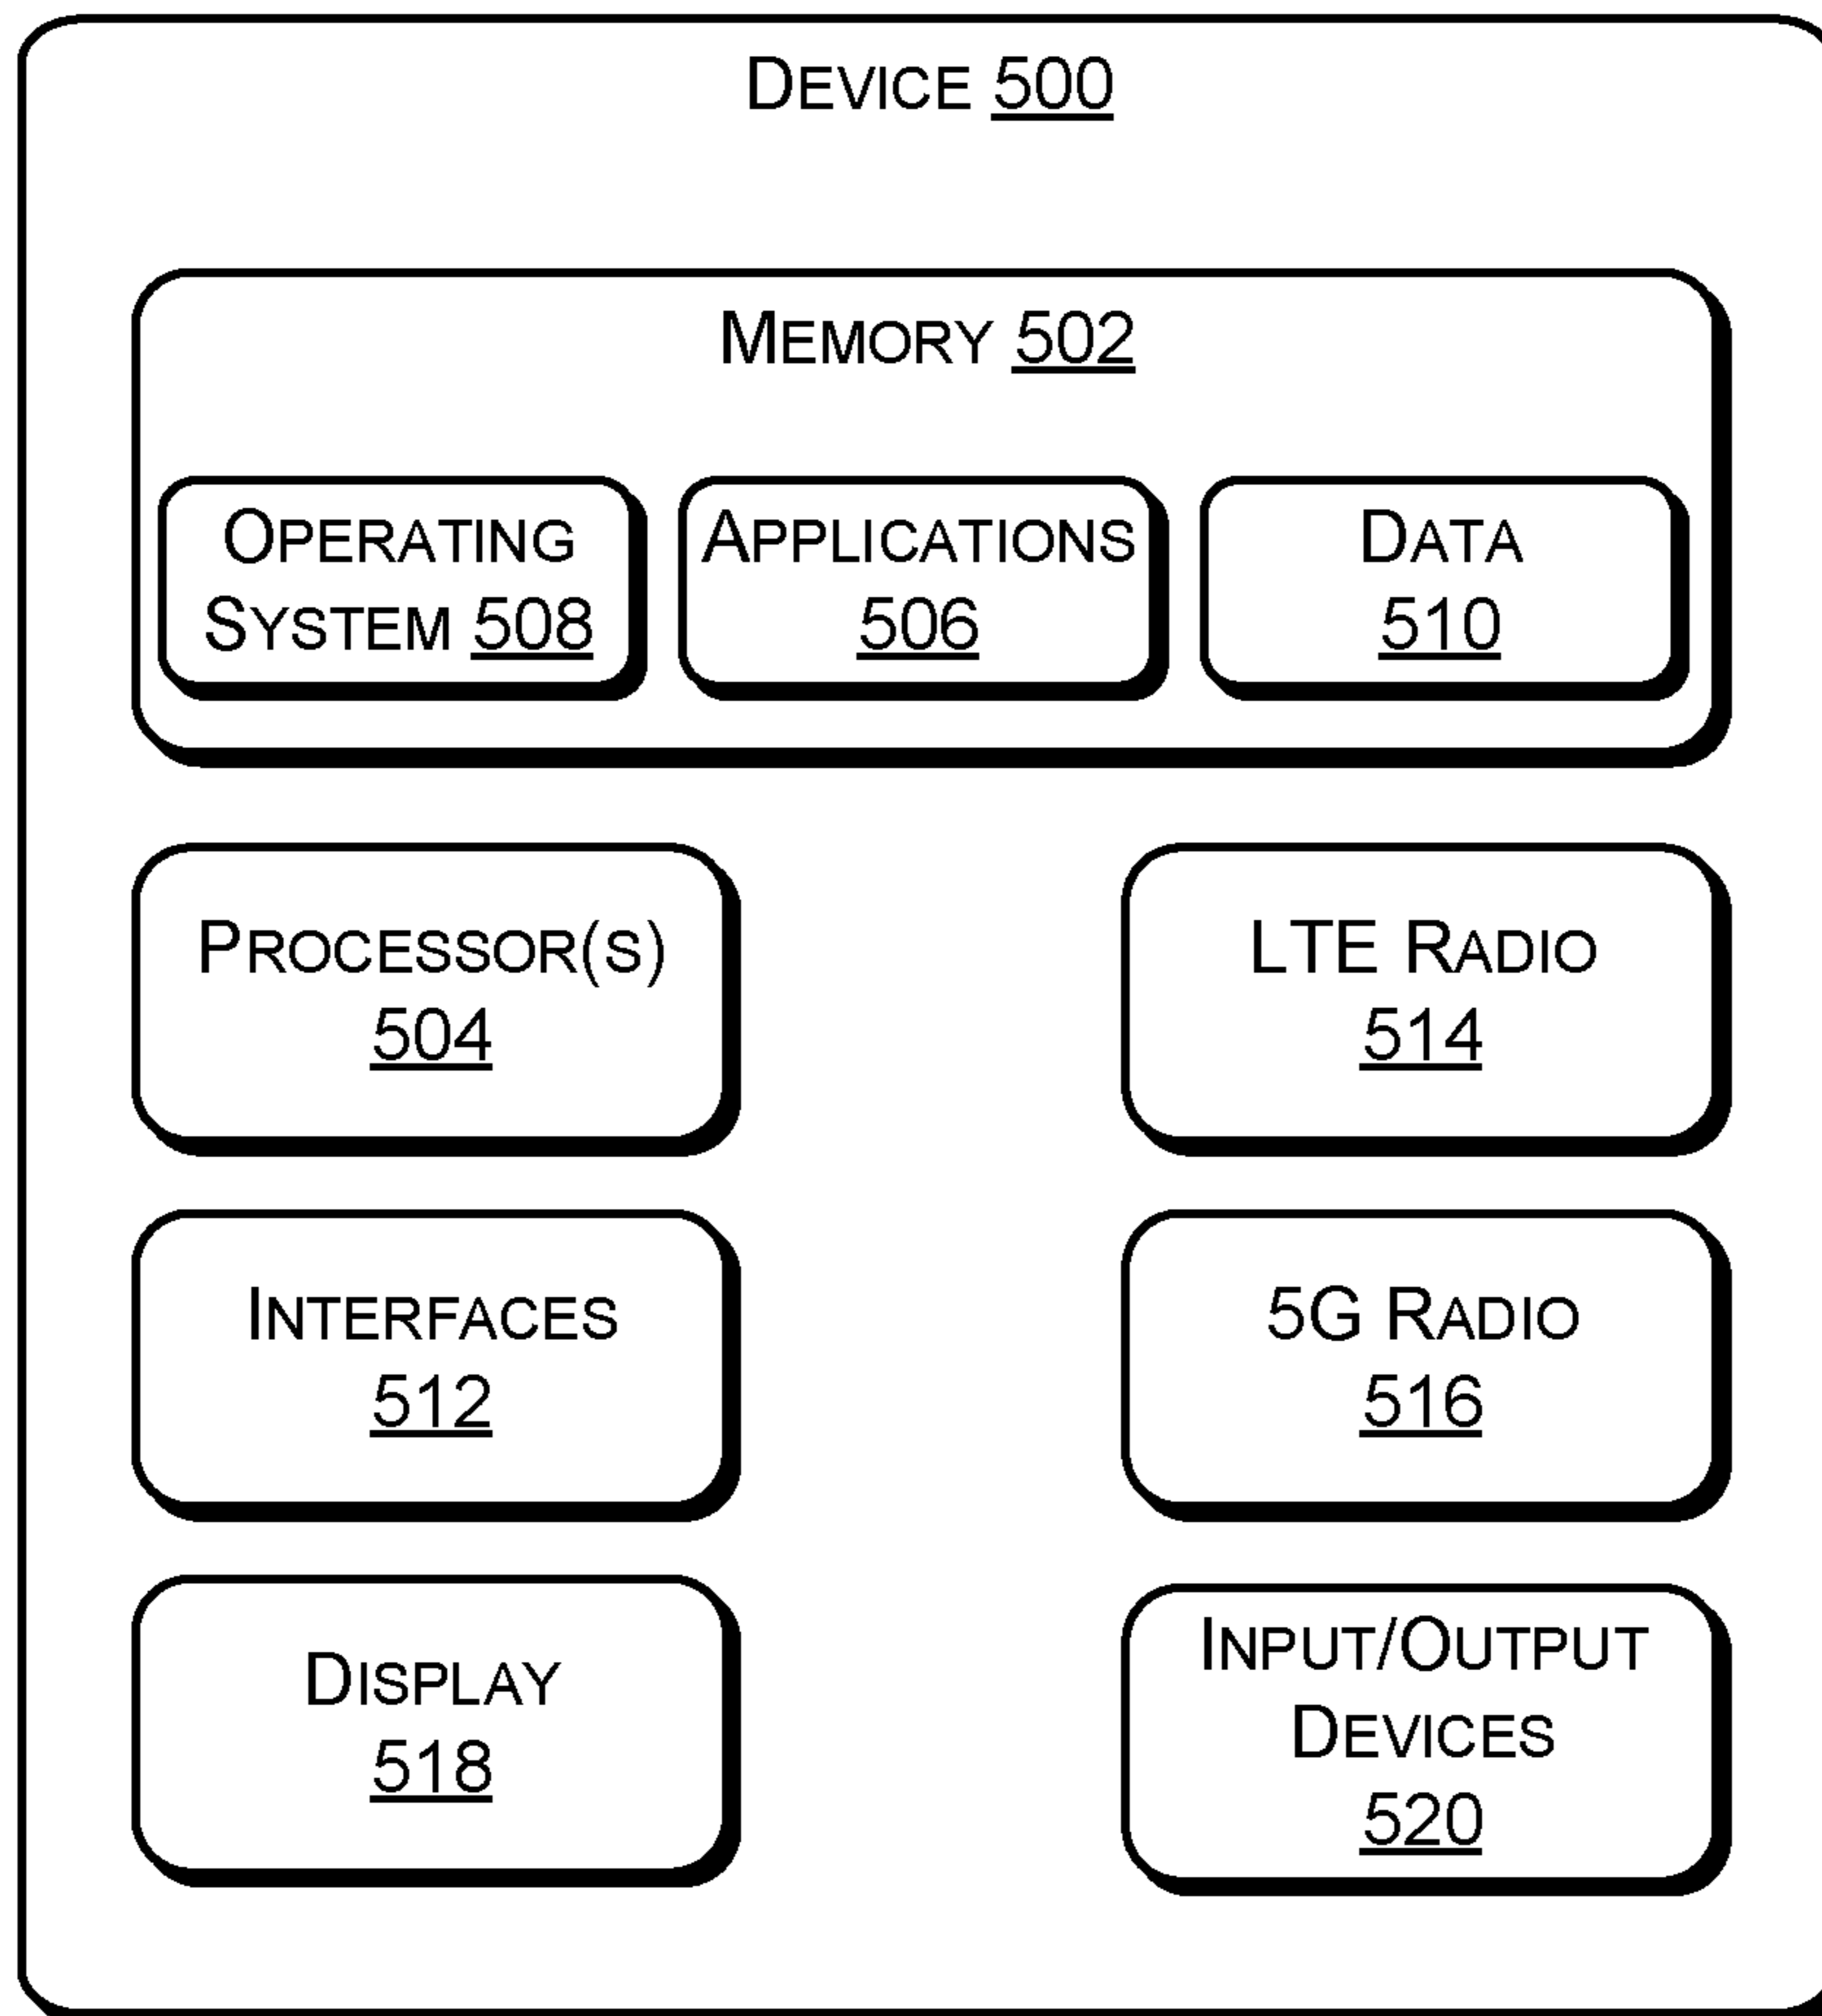 DEVICE 500
MEMORY 502
OPERATING
SYSTEM 508
APPLICATIONS
506
DATA
510
PROCESSOR(S)
504
LTE RADIO
514
INTERFACES
512
5G RADIO
516
DISPLAY
518
INPUT/OUTPUT
DEVICES
520